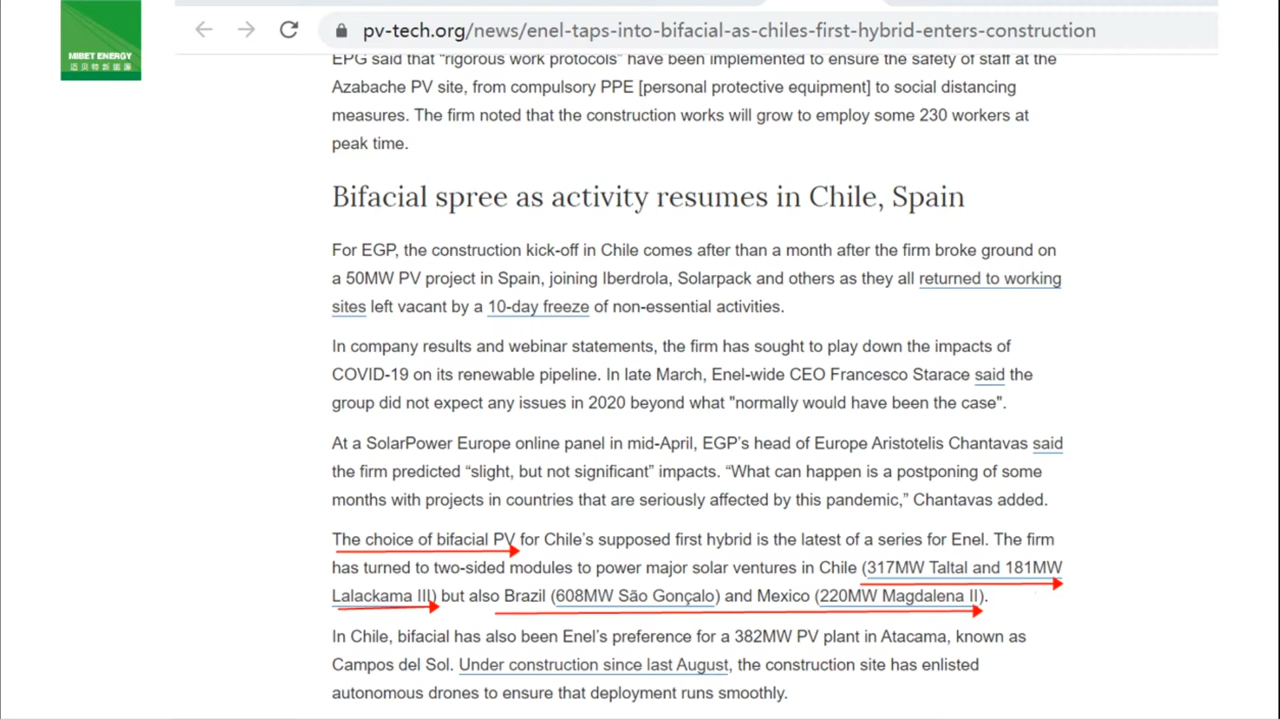 MIBET ENERGY
迈贝特新能源
pv-tech.org/news/enel-taps-into-bifacial-as-chiles-first-hybrid-enters-construction
EPG said that “rigorous work protocols” have been implemented to ensure the safety of staff at the
Azabache PV site, from compulsory PPE [personal protective equipment] to social distancing
measures. The firm noted that the construction works will grow to employ some 230 workers at
peak time.
Bifacial spree as activity resumes in Chile, Spain
For EGP, the construction kick-off in Chile comes after than a month after the firm broke ground on
a 50MW PV project in Spain, joining Iberdrola, Solarpack and others as they all returned to working
sites left vacant by a 10-day freeze of non-essential activities.
In company results and webinar statements, the firm has sought to play down the impacts of
COVID-19 on its renewable pipeline. In late March, Enel-wide CEO Francesco Starace said the
group did not expect any issues in 2020 beyond what "normally would have been the case".
At a SolarPower Europe online panel in mid-April, EGP’s head of Europe Aristotelis Chantavas said
the firm predicted “slight, but not significant” impacts. “What can happen is a postponing of some
months with projects in countries that are seriously affected by this pandemic,” Chantavas added.
The choice of bifacial PV for Chile’s supposed first hybrid is the latest of a series for Enel. The firm
has turned to two-sided modules to power major solar ventures in Chile (317MW Taltal and 181MW
Lalackama III) but also Brazil (608MW São Gonçalo) and Mexico (220MW Magdalena II).
In Chile, bifacial has also been Enel’s preference for a 382MW PV plant in Atacama, known as
Campos del Sol. Under construction since last August, the construction site has enlisted
autonomous drones to ensure that deployment runs smoothly.